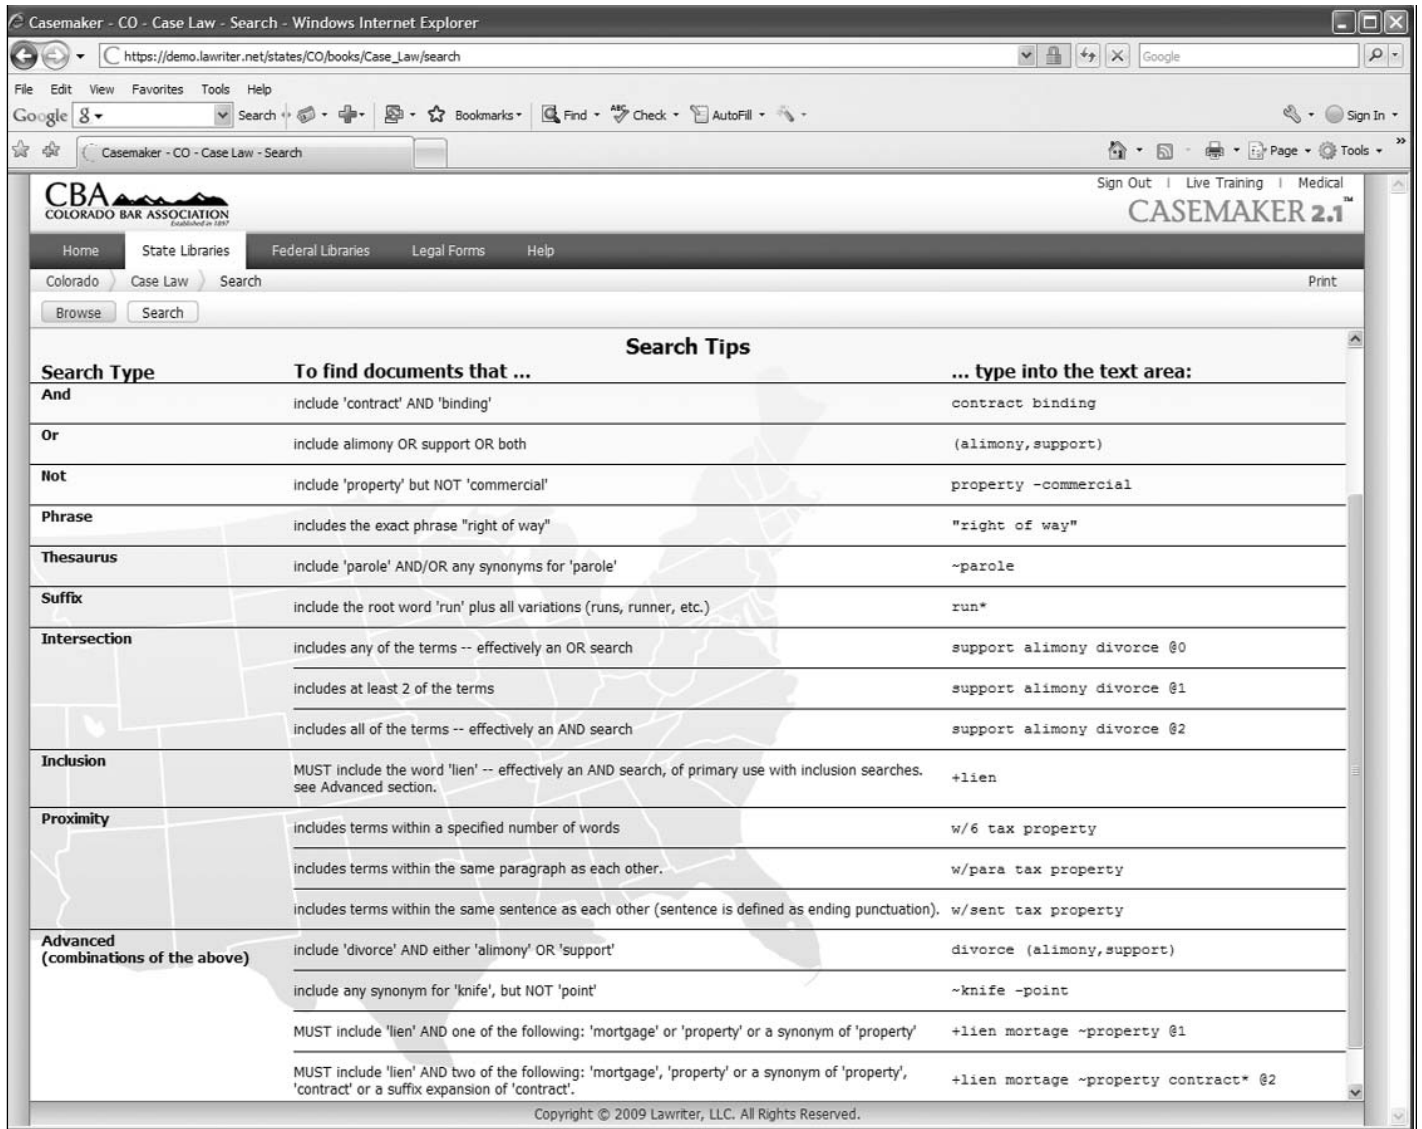 Casemaker - CO - Case Law - Search - Windows Internet Explorer
https://demo.lawriter.net/states/CO/books/Case_Law/search
Google
File Edit View Favorites Tools Help
Google g Search Bookmarks Find ABC Check AutoFill Sign In
Casemaker - CO - Case Law - Search Page Tools »
CBA
COLORADO BAR ASSOCIATION
Established in 1897
Sign Out | Live Training | Medical
CASEMAKER 2.1™
Home State Libraries Federal Libraries Legal Forms Help
Colorado Case Law Search Print
Browse Search
Search Tips
Search Type To find documents that ... ... type into the text area:
And include 'contract' AND 'binding' contract binding
Or include alimony OR support OR both (alimony,support)
Not include 'property' but NOT 'commercial' property -commercial
Phrase includes the exact phrase "right of way" "right of way"
Thesaurus include 'parole' AND/OR any synonyms for 'parole' ~parole
Suffix include the root word 'run' plus all variations (runs, runner, etc.) run*
Intersection includes any of the terms -- effectively an OR search support alimony divorce @0
includes at least 2 of the terms support alimony divorce @1
includes all of the terms -- effectively an AND search support alimony divorce @2
Inclusion MUST include the word 'lien' -- effectively an AND search, of primary use with inclusion searches. +lien
see Advanced section.
Proximity includes terms within a specified number of words w/6 tax property
includes terms within the same paragraph as each other. w/para tax property
includes terms within the same sentence as each other (sentence is defined as ending punctuation). w/sent tax property
Advanced include 'divorce' AND either 'alimony' OR 'support' divorce (alimony,support)
(combinations of the above)
include any synonym for 'knife', but NOT 'point' ~knife -point
MUST include 'lien' AND one of the following: 'mortgage' or 'property' or a synonym of 'property' +lien mortage ~property @1
MUST include 'lien' AND two of the following: 'mortgage', 'property' or a synonym of 'property', +lien mortage ~property contract* @2
'contract' or a suffix expansion of 'contract'.
Copyright © 2009 Lawriter, LLC. All Rights Reserved.